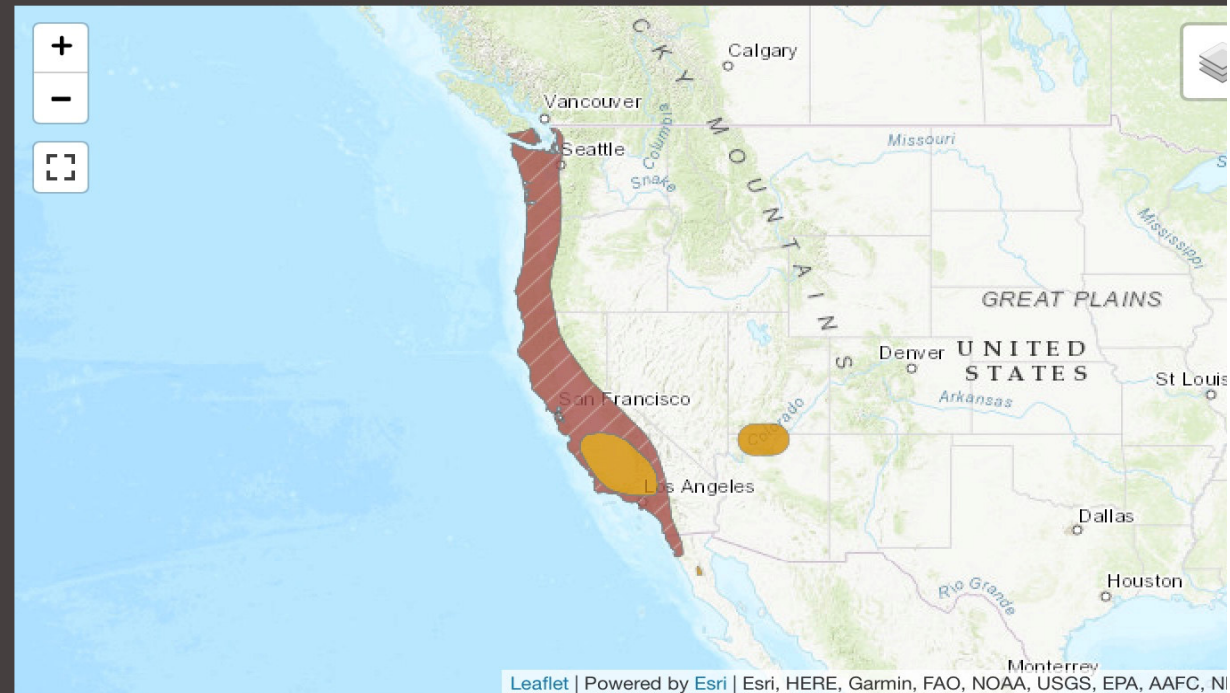 +
−
Calgary
Vancouver
Columbia
Seattle
Snake
Missouri
CKY MOUNTAINS
Mississippi
S
GREAT PLAINS
Denver
UNITED
STATES
St Louis
Arkansas
San Francisco
Colorado
Los Angeles
Dallas
Rio Grande
Houston
Monterrey
Leaflet | Powered by Esri | Esri, HERE, Garmin, FAO, NOAA, USGS, EPA, AAFC, N